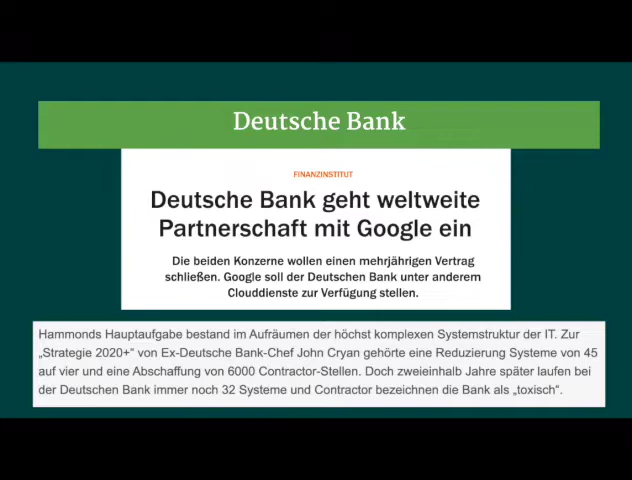 Deutsche Bank
FINANZINSTITUT
Deutsche Bank geht weltweite
Partnerschaft mit Google ein
Die beiden Konzerne wollen einen mehrjährigen Vertrag
schließen. Google soll der Deutschen Bank unter anderem
Clouddienste zur Verfügung stellen.
Hammonds Hauptaufgabe bestand im Aufräumen der höchst komplexen Systemstruktur der IT. Zur
„Strategie 2020+“ von Ex-Deutsche Bank-Chef John Cryan gehörte eine Reduzierung Systeme von 45
auf vier und eine Abschaffung von 6000 Contractor-Stellen. Doch zweieinhalb Jahre später laufen bei
der Deutschen Bank immer noch 32 Systeme und Contractor bezeichnen die Bank als „toxisch“.